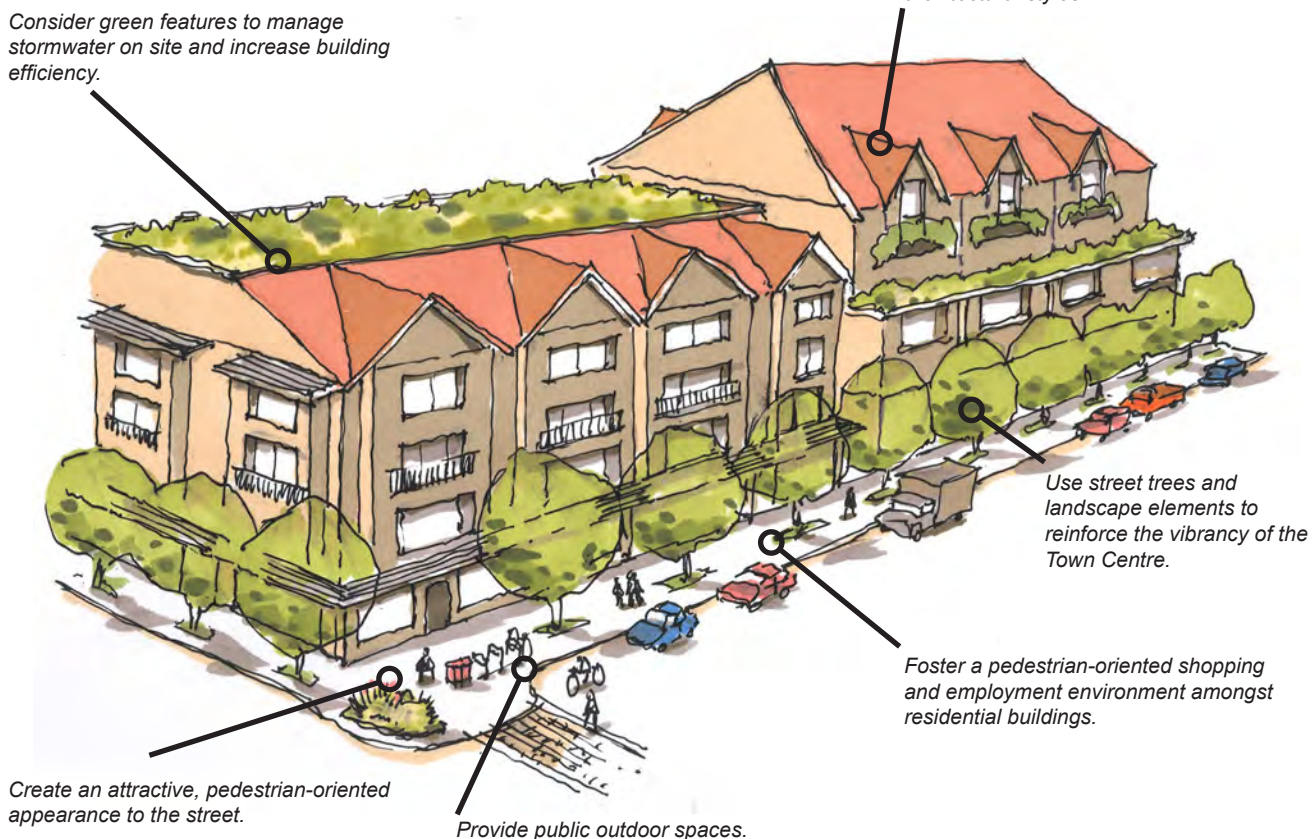 Consider green features to manage
stormwater on site and increase building
efficiency.
Use street trees and
landscape elements to
reinforce the vibrancy of the
Town Centre.
Foster a pedestrian-oriented shopping
and employment environment amongst
residential buildings.
Create an attractive, pedestrian-oriented
appearance to the street.
Provide public outdoor spaces.